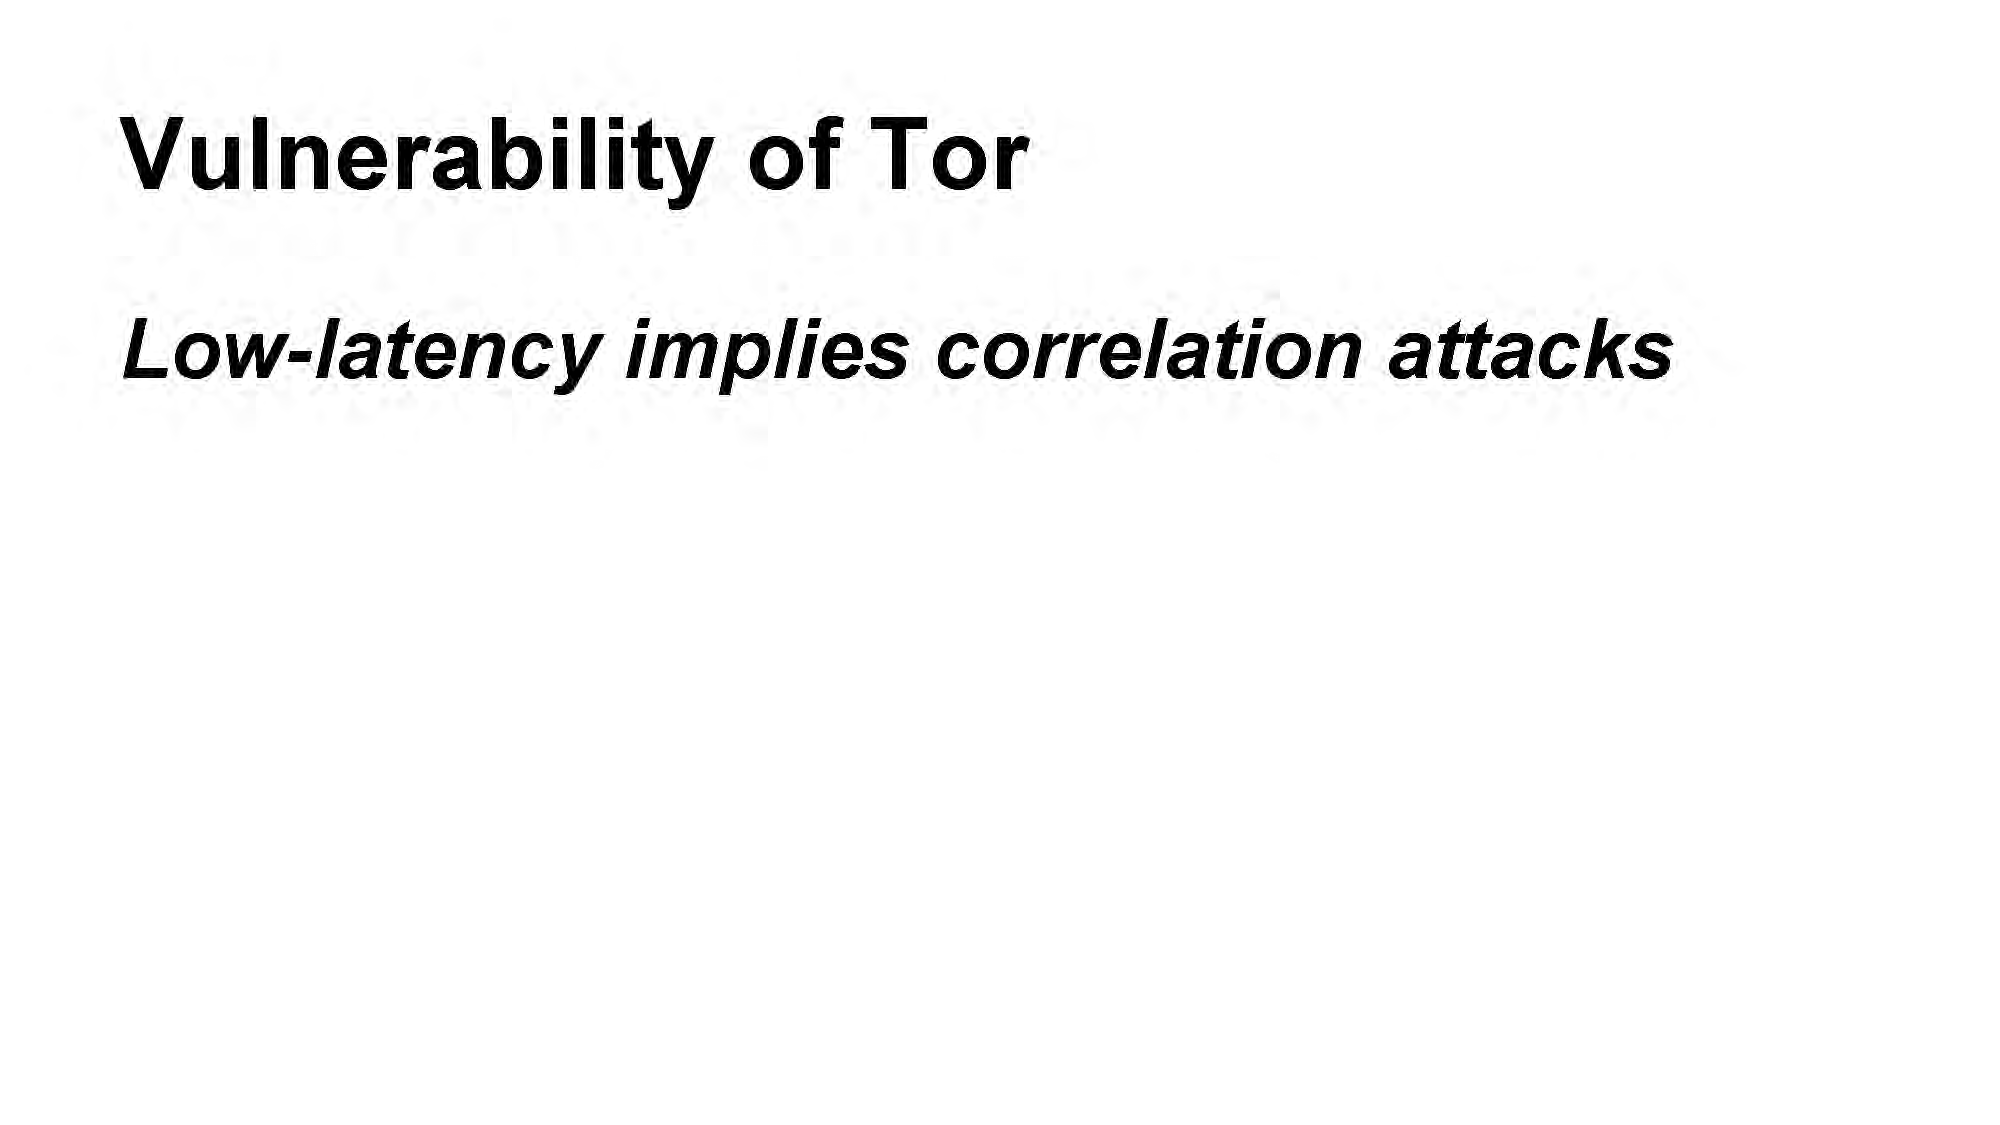 Vulnerability of Tor
Low-latency implies correlation attacks